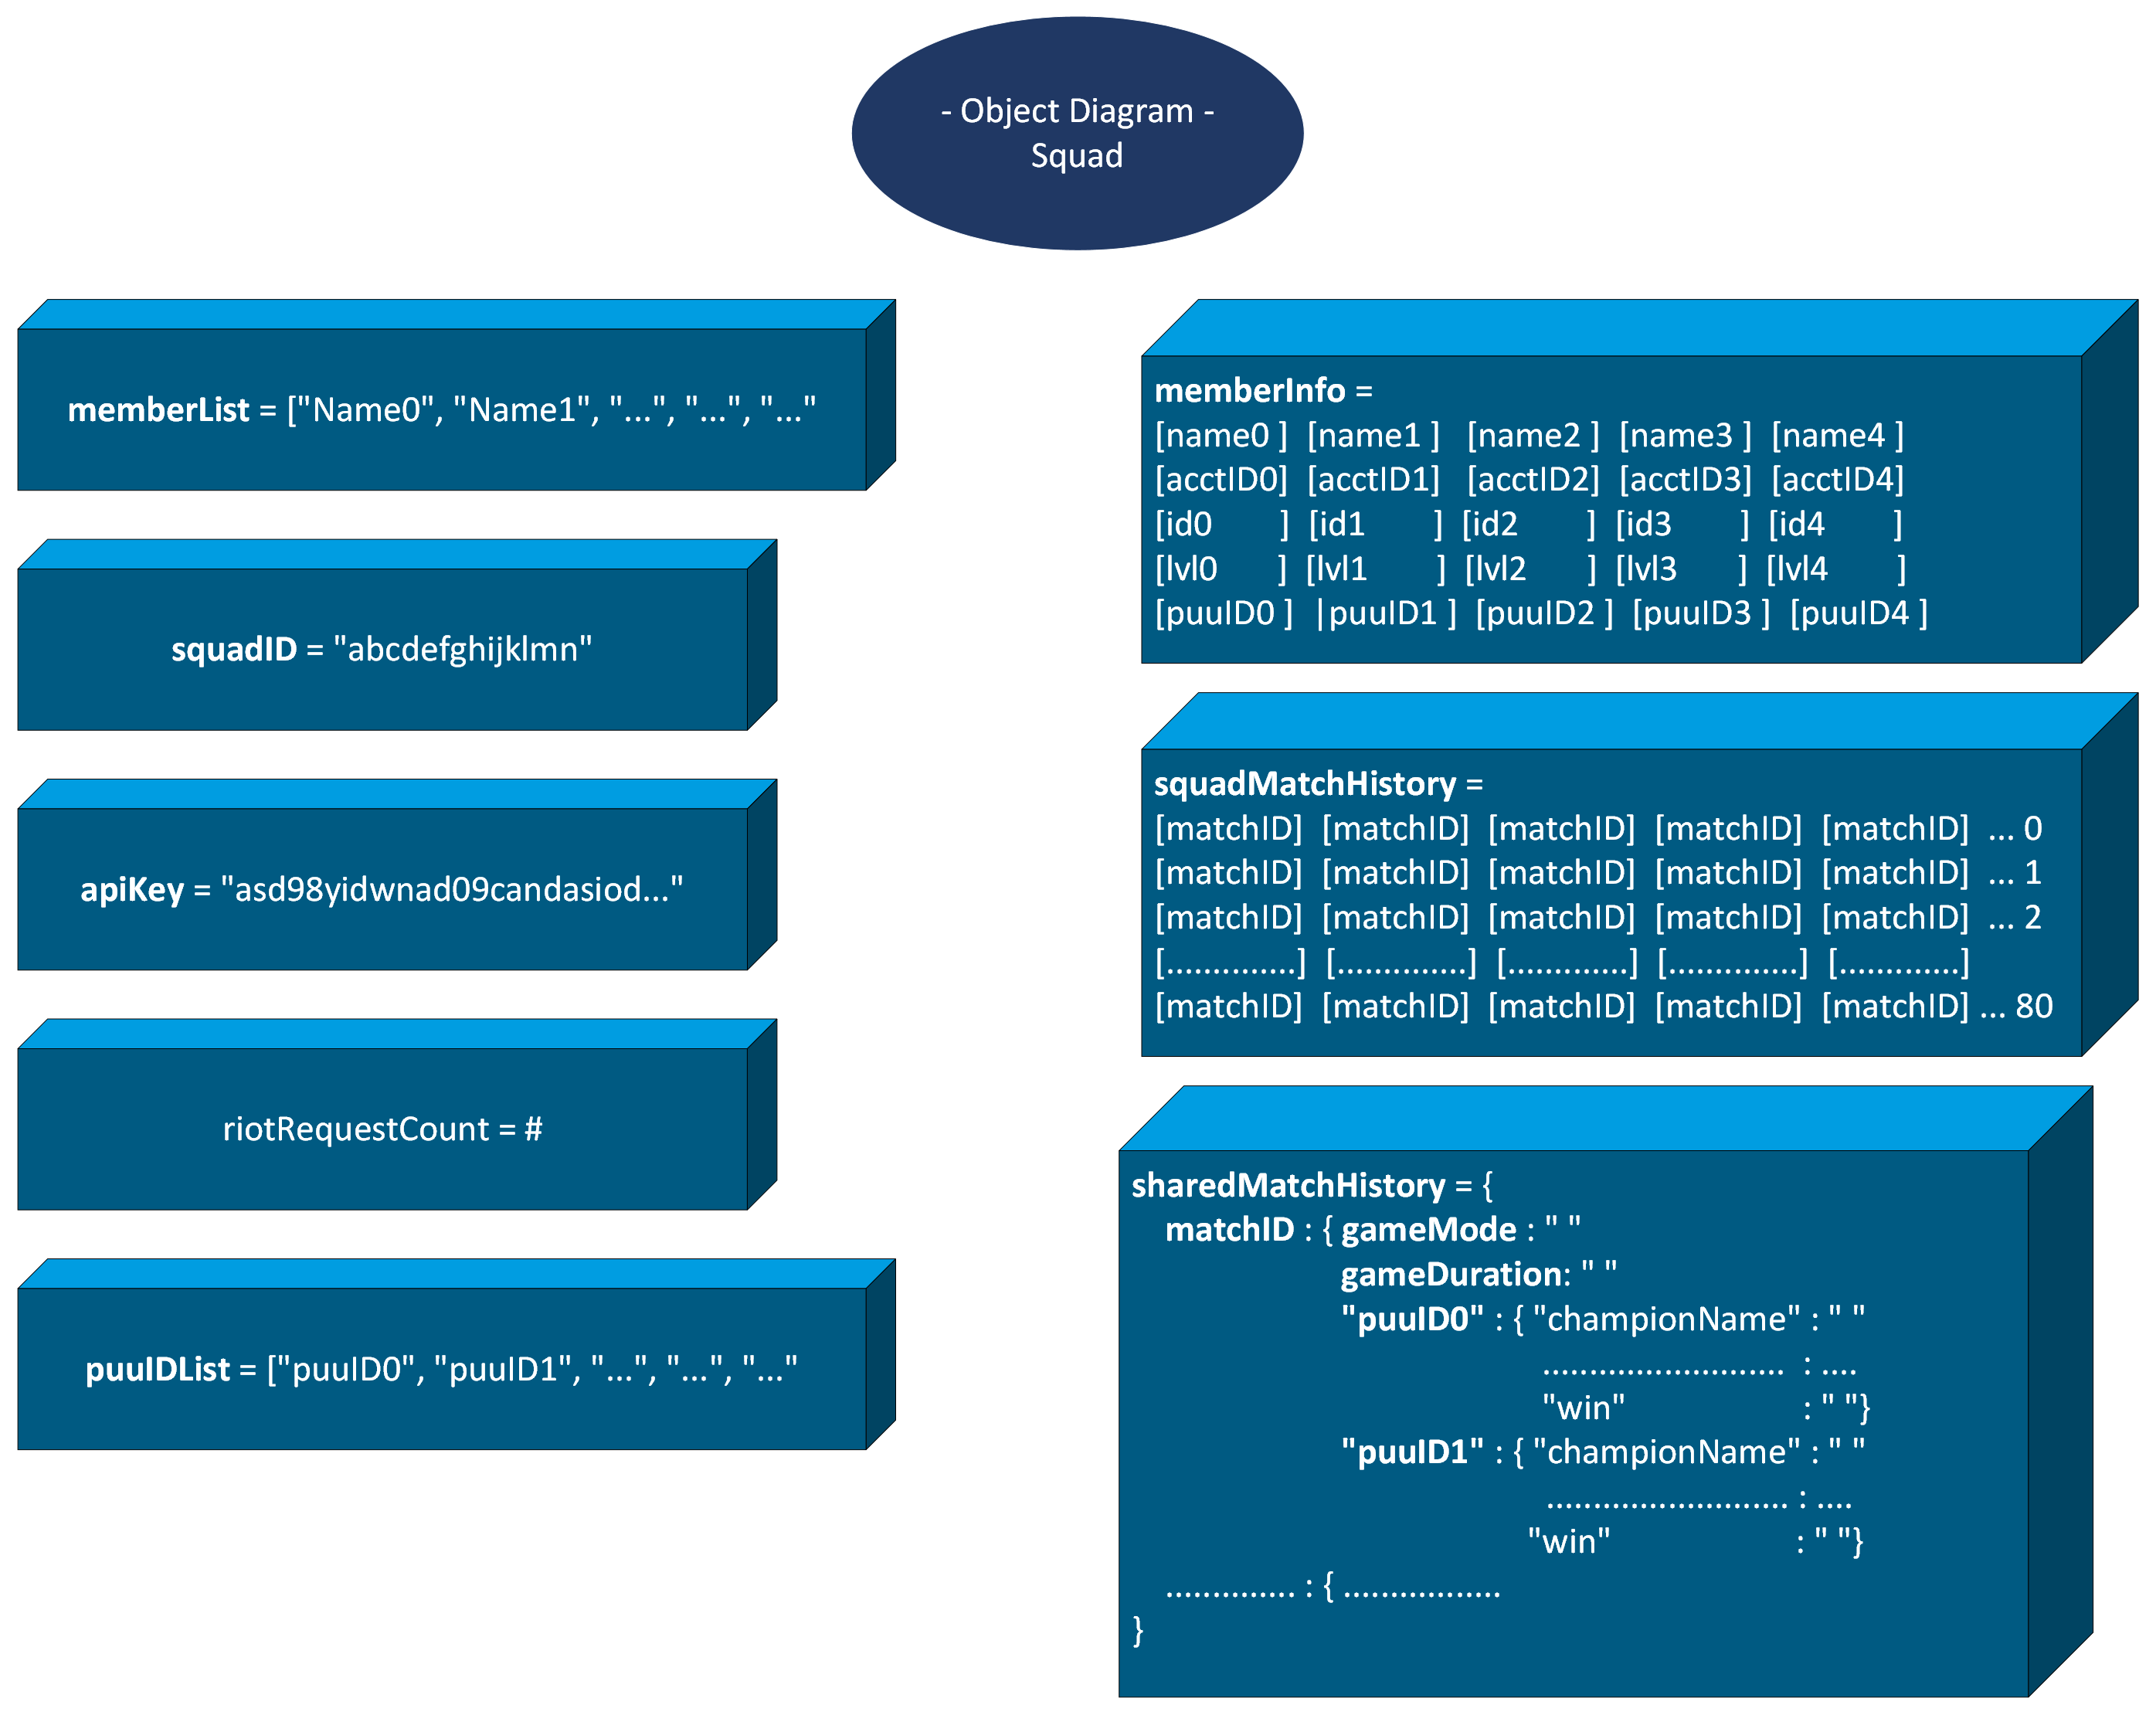 - Object Diagram -
Squad
memberList = ["Name0", "Name1", "...", "...", "..."
squadID = "abcdefghijklmn"
apiKey = "asd98yidwnad09candasiod..."
riotRequestCount = #
puuIDList = ["puuID0", "puuID1", "...", "...", "..."
memberInfo =
[name0 ] [name1 ] [name2 ] [name3 ] [name4 ]
[acctID0] [acctID1] [acctID2] [acctID3] [acctID4]
[id0 ] [id1 ] [id2 ] [id3 ] [id4 ]
[lvl0 ] [lvl1 ] [lvl2 ] [lvl3 ] [lvl4 ]
[puuID0 ] |puuID1 ] [puuID2 ] [puuID3 ] [puuID4 ]
squadMatchHistory =
[matchID] [matchID] [matchID] [matchID] [matchID] ... 0
[matchID] [matchID] [matchID] [matchID] [matchID] ... 1
[matchID] [matchID] [matchID] [matchID] [matchID] ... 2
[..............] [..............] [.............] [..............] [.............]
[matchID] [matchID] [matchID] [matchID] [matchID] ... 80
sharedMatchHistory = {
matchID : { gameMode : " "
gameDuration: " "
"puuID0" : { "championName" : " "
.......................... : ....
"win" : " "}
"puuID1" : { "championName" : " "
.......................... : ....
"win" : " "}
.............. : { .................
}